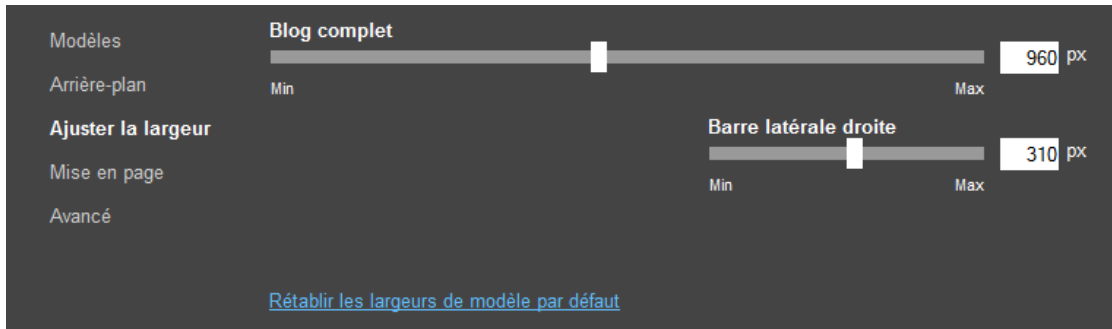 Modèles
Arrière-plan
Ajuster la largeur
Mise en page
Avancé
Blog complet
960 px
Min Max
Barre latérale droite
310 px
Min Max
Rétablir les largeurs de modèle par défaut